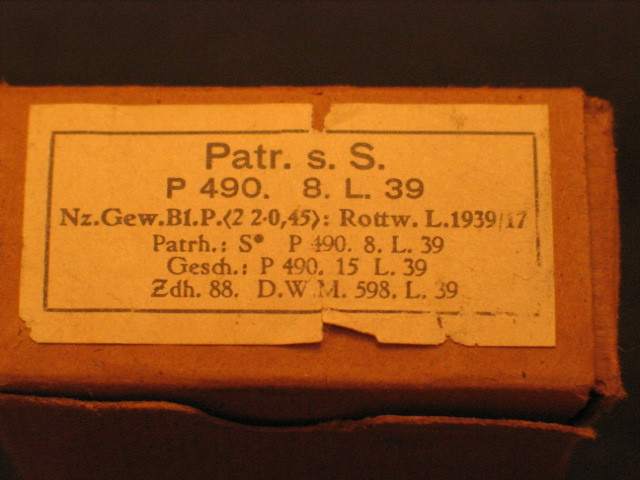 Patr. s. S.
P 490. 8. L. 39
Nz.Gew.Bl.P.(2 2·0,45): Rottw. L.1939/17
Patrh.: S* P 490. 8. L. 39
Gesch.: P 490. 15 L. 39
Zdh. 88. D.W.M. 598. L. 39